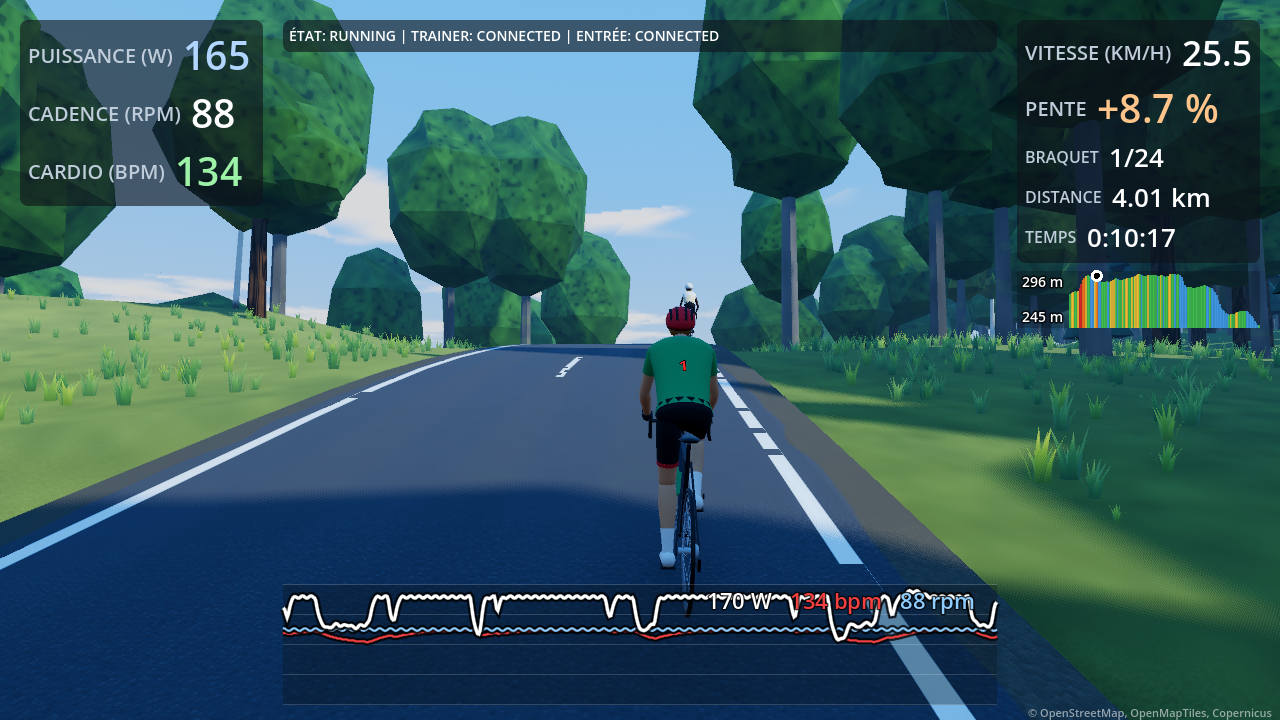 PUISSANCE (W) 165
CADENCE (RPM) 88
CARDIO (BPM) 134
ÉTAT: RUNNING | TRAINER: CONNECTED | ENTRÉE: CONNECTED
VITESSE (KM/H) 25.5
PENTE +8.7 %
BRAQUET 1/24
DISTANCE 4.01 km
TEMPS 0:10:17
296 m
245 m
1
170 W 134 bpm 88 rpm
© OpenStreetMap, OpenMapTiles, Copernicus